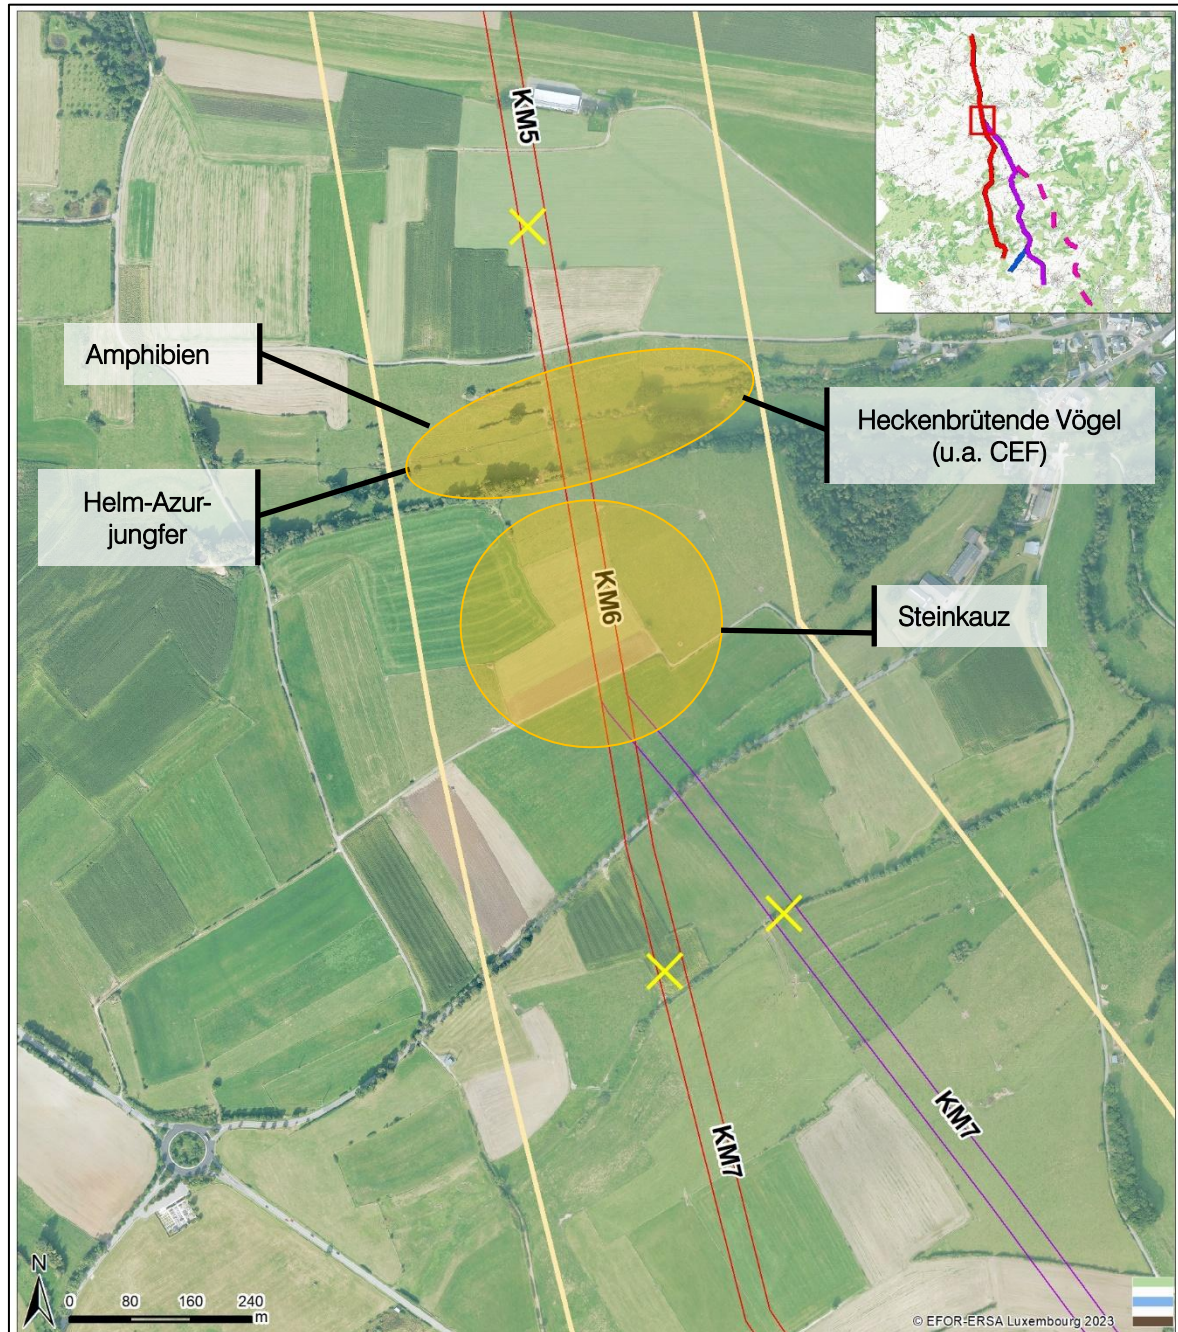 KM5
Amphibien
Heckenbrütende Vögel
(u.a. CEF)
Helm-Azur-
jungfer
KM6
Steinkauz
KM7
KM7
N
0 80 160 240
m
© EFOR-ERSA Luxembourg 2023